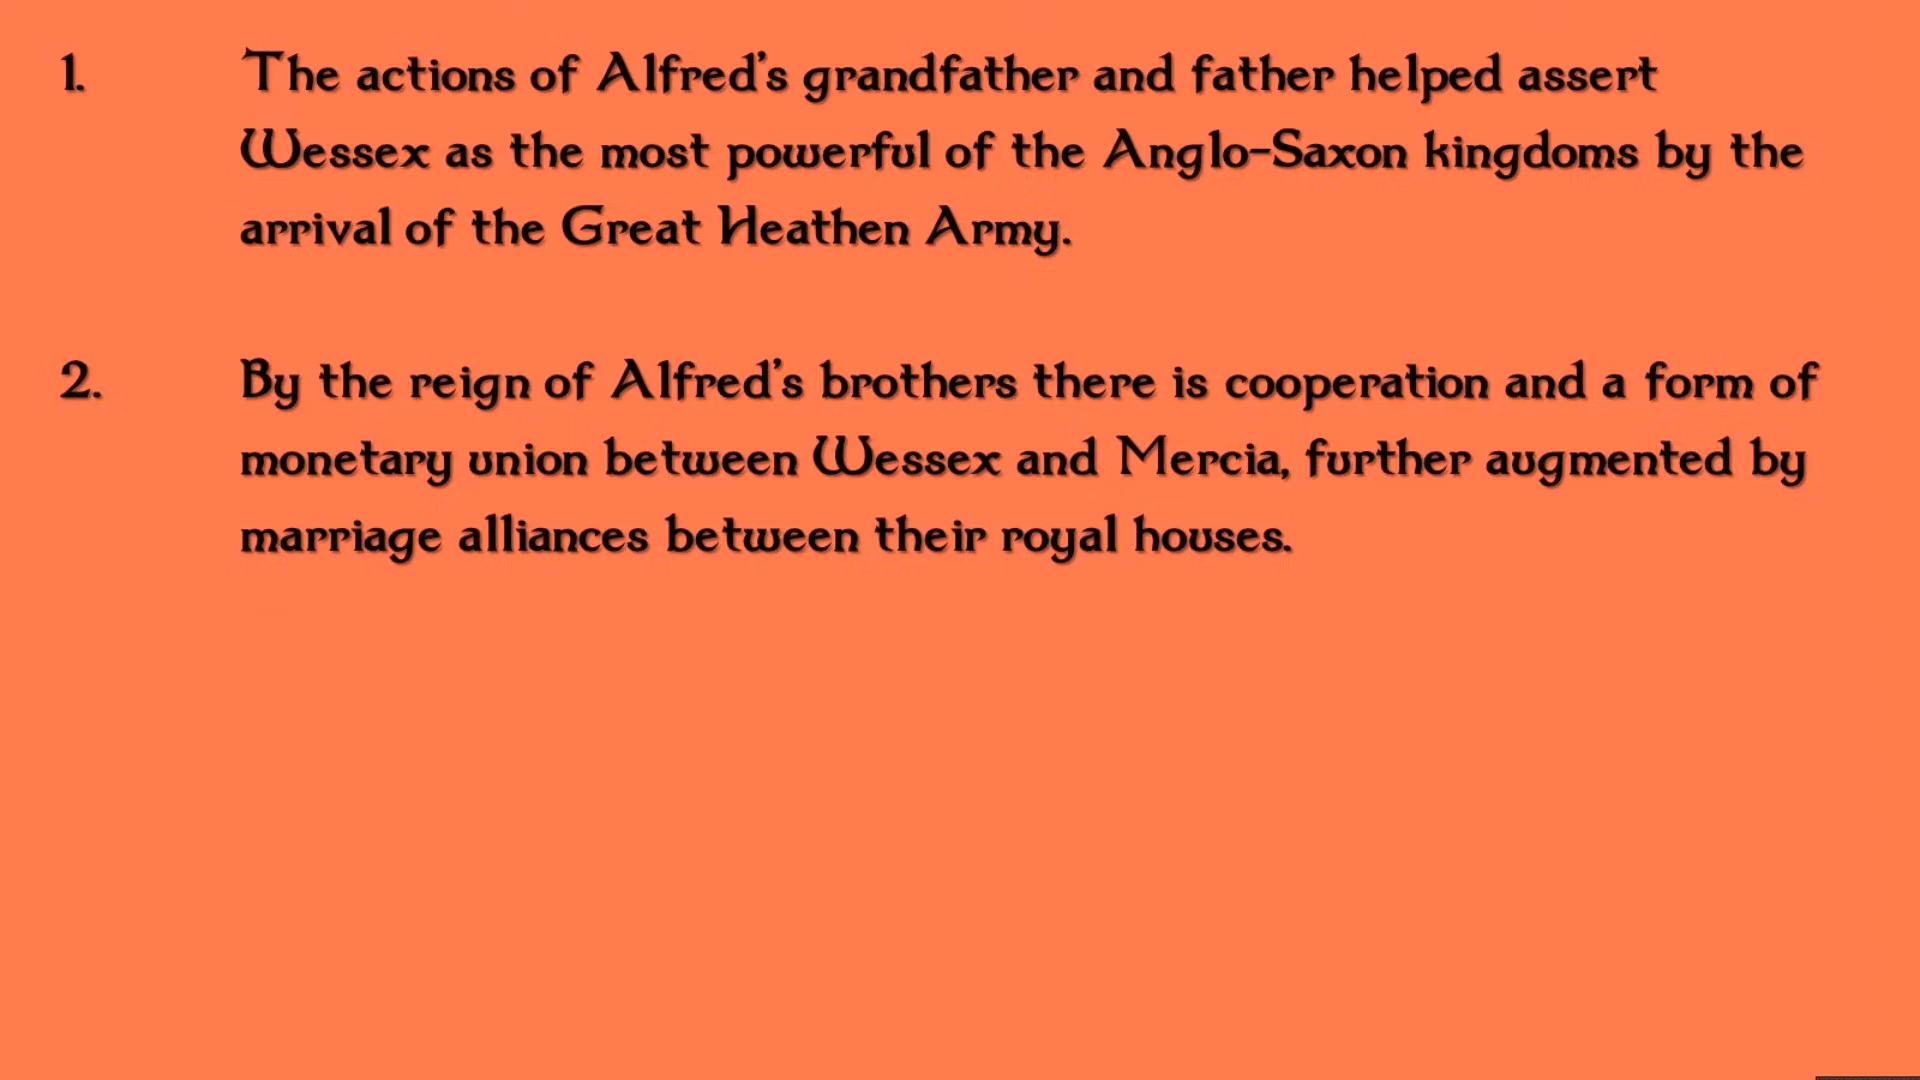 1. The actions of Alfred's grandfather and father helped assert
Wessex as the most powerful of the Anglo-Saxon kingdoms by the
arrival of the Great Heathen Army.
2. By the reign of Alfred's brothers there is cooperation and a form of
monetary union between Wessex and Mercia, further augmented by
marriage alliances between their royal houses.